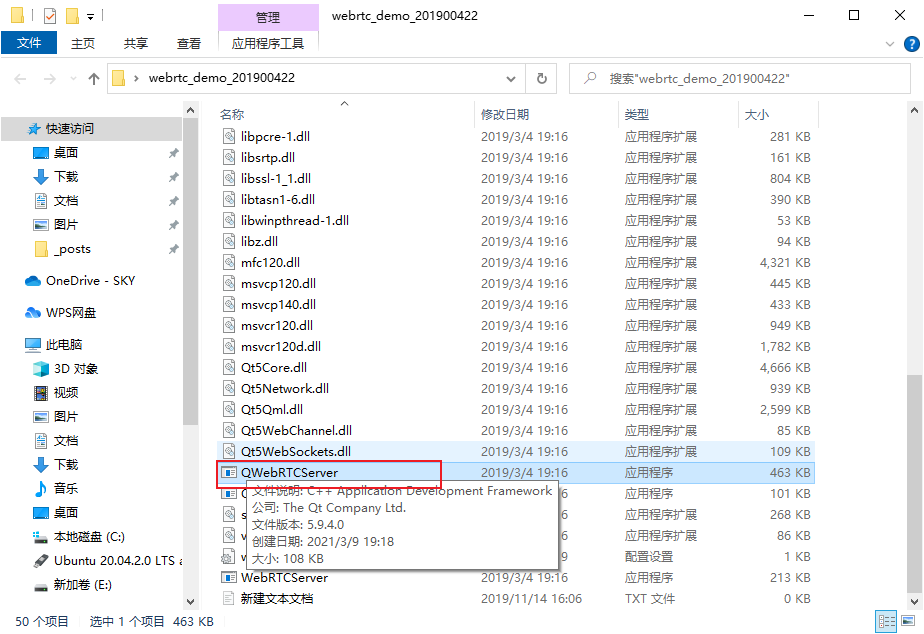 管理
webrtc_demo_201900422
文件 主页 共享 查看 应用程序工具
webrtc_demo_201900422 搜索"webrtc_demo_201900422"
名称 修改日期 类型 大小
快速访问
桌面
下载
文档
图片
_posts
OneDrive - SKY
WPS网盘
此电脑
3D 对象
视频
图片
文档
下载
音乐
桌面
本地磁盘 (C:)
Ubuntu 20.04.2.0 LTS a
新加卷 (E:)
libpcre-1.dll 2019/3/4 19:16 应用程序扩展 281 KB
libsrtp.dll 2019/3/4 19:16 应用程序扩展 161 KB
libssl-1_1.dll 2019/3/4 19:16 应用程序扩展 804 KB
libtasn1-6.dll 2019/3/4 19:16 应用程序扩展 390 KB
libwinpthread-1.dll 2019/3/4 19:16 应用程序扩展 53 KB
libz.dll 2019/3/4 19:16 应用程序扩展 94 KB
mfc120.dll 2019/3/4 19:16 应用程序扩展 4,321 KB
msvcp120.dll 2019/3/4 19:16 应用程序扩展 445 KB
msvcp140.dll 2019/3/4 19:16 应用程序扩展 433 KB
msvcr120.dll 2019/3/4 19:16 应用程序扩展 949 KB
msvcr120d.dll 2019/3/4 19:16 应用程序扩展 1,782 KB
Qt5Core.dll 2019/3/4 19:16 应用程序扩展 4,666 KB
Qt5Network.dll 2019/3/4 19:16 应用程序扩展 939 KB
Qt5Qml.dll 2019/3/4 19:16 应用程序扩展 2,599 KB
Qt5WebChannel.dll 2019/3/4 19:16 应用程序扩展 85 KB
Qt5WebSockets.dll 2019/3/4 19:16 应用程序扩展 109 KB
QWebRTCServer 2019/3/4 19:16 应用程序 463 KB
文件说明: C++ Application Development Framework
公司: The Qt Company Ltd.
文件版本: 5.9.4.0
创建日期: 2021/3/9 19:18
大小: 108 KB
6 应用程序 101 KB
6 应用程序扩展 268 KB
6 应用程序扩展 86 KB
9 配置设置 1 KB
WebRTCServer 2019/3/4 19:16 应用程序 213 KB
新建文本文档 2019/11/14 16:06 TXT 文件 0 KB
50 个项目 选中 1 个项目 463 KB